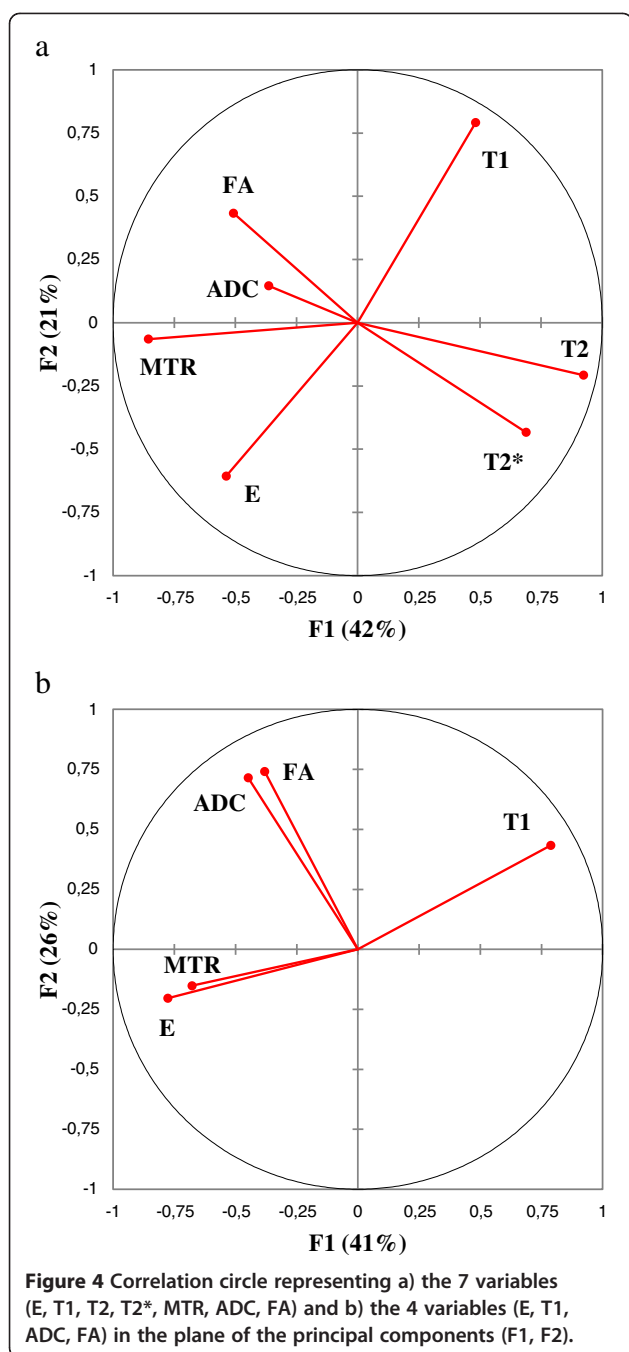 a
1
0,75
T1
FA
0,5
0,25
ADC
F2 (21%)
0
MTR
T2
-0,25
T2*
-0,5
E
-0,75
-1
-1 -0,75 -0,5 -0,25 0 0,25 0,5 0,75 1
F1 (42%)
b
1
0,75
FA
ADC
0,5
T1
0,25
F2 (26%)
0
MTR
-0,25
E
-0,5
-0,75
-1
-1 -0,75 -0,5 -0,25 0 0,25 0,5 0,75 1
F1 (41%)
Figure 4 Correlation circle representing a) the 7 variables
(E, T1, T2, T2*, MTR, ADC, FA) and b) the 4 variables (E, T1,
ADC, FA) in the plane of the principal components (F1, F2).